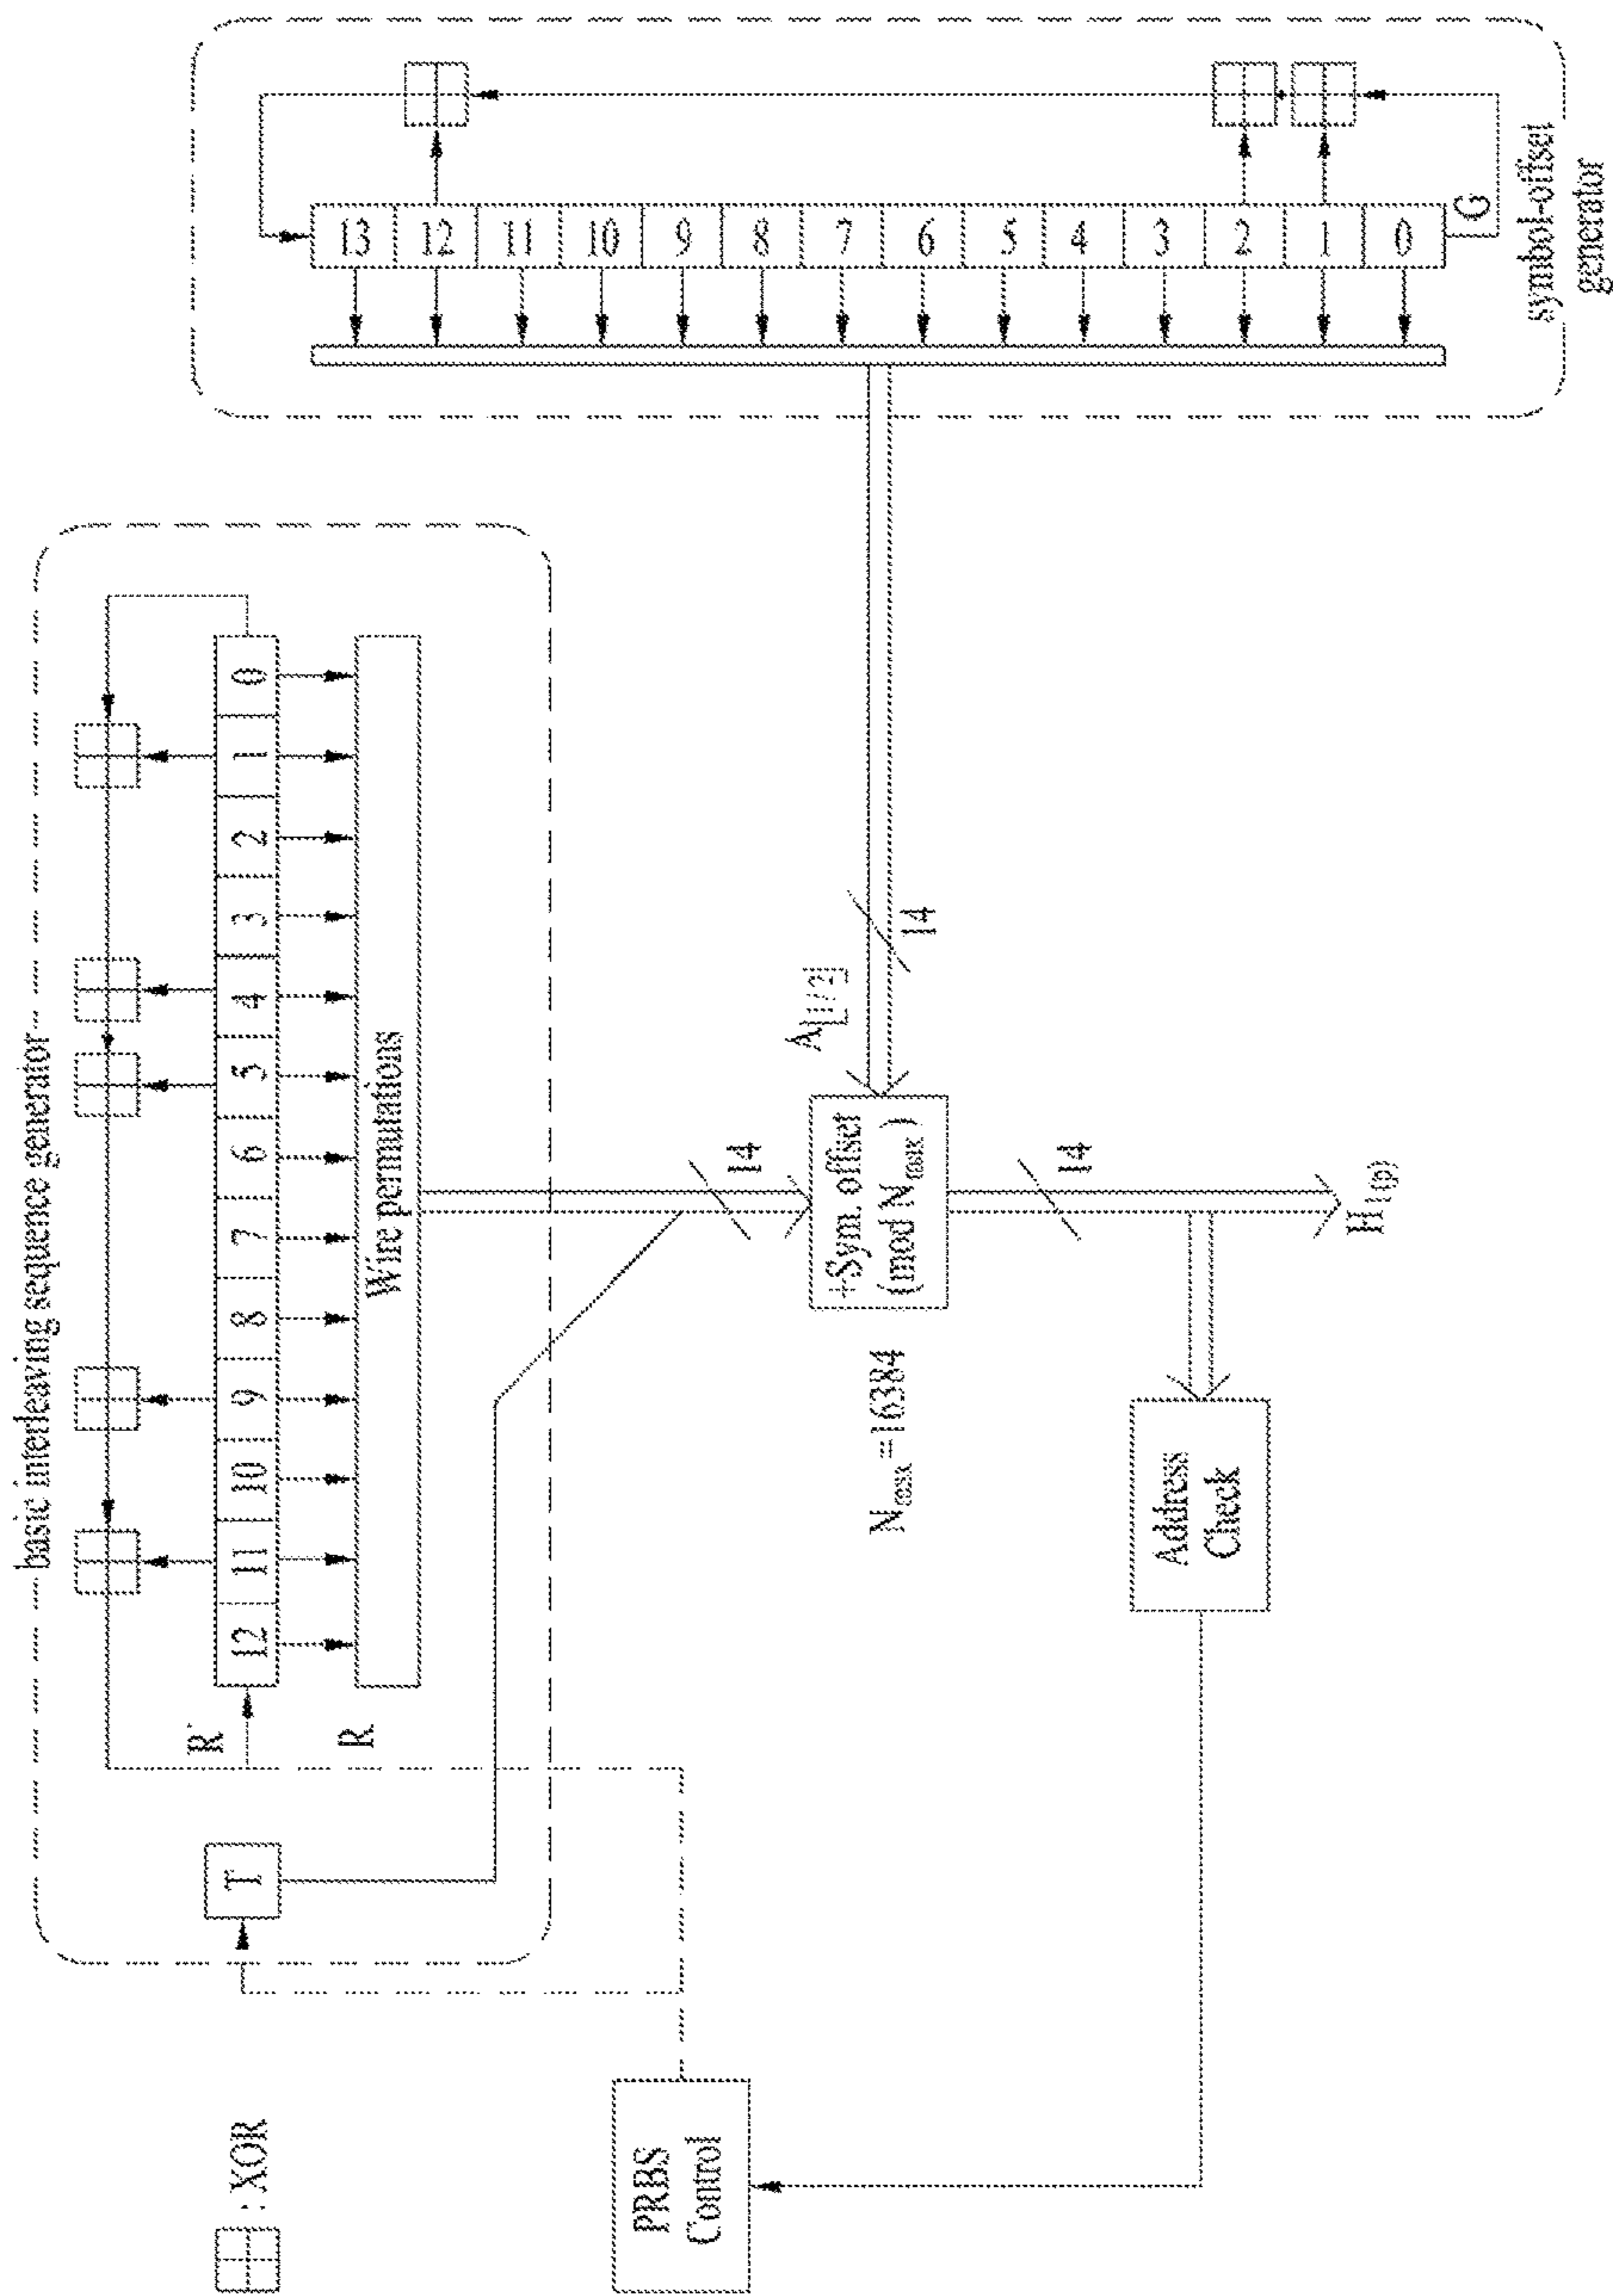 : XOR
basic interleaving sequence generator
T
R'
12 11 10 9 8 7 6 5 4 3 2 1 0
R
Wire permutations
PRBS
Control
14
N_max=16384
+Sym. offset
(mod N_max)
A_⌊l/2⌋
14
14
Address
Check
H_l(p)
13
12
11
10
9
8
7
6
5
4
3
2
1
0
G
symbol-offset
generator